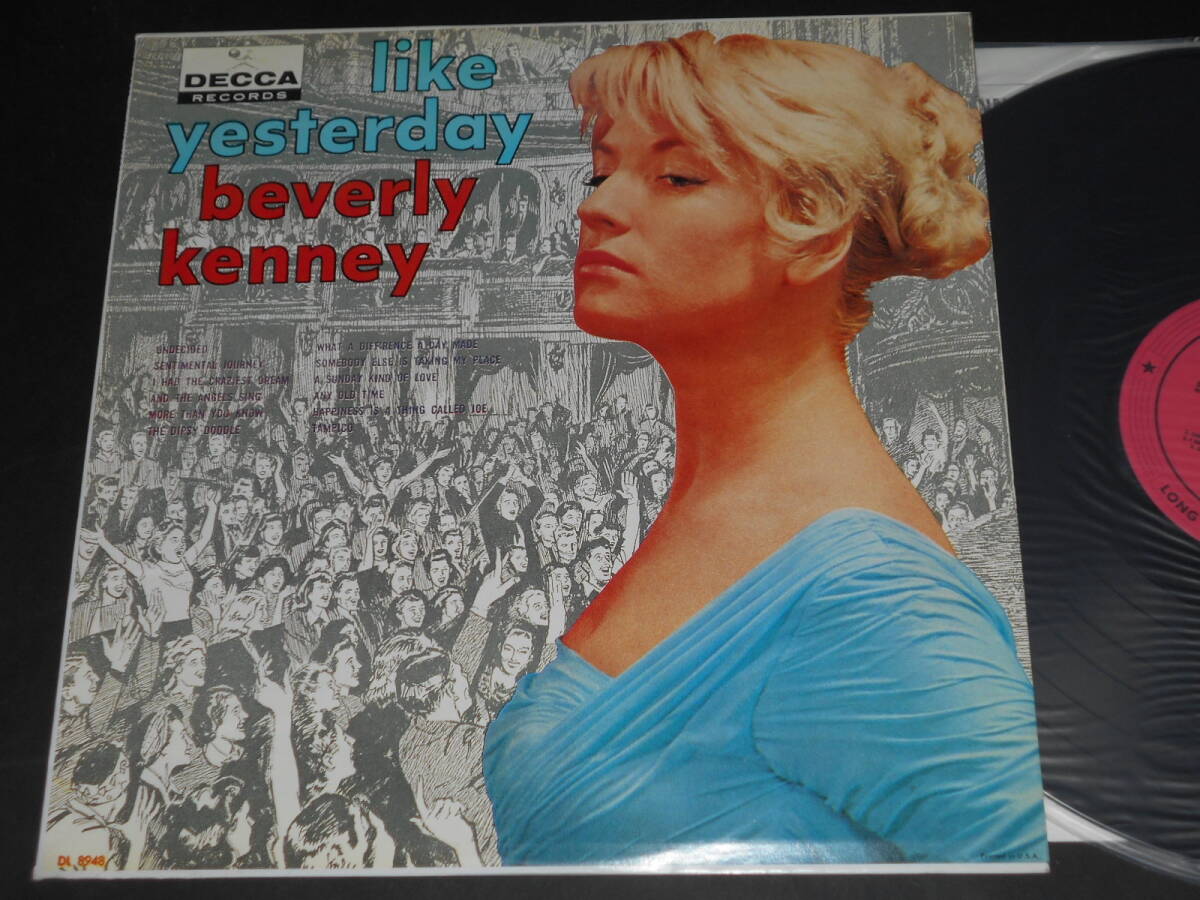 DECCA
RECORDS
like
yesterday
beverly
kenney
UNDECIDED
SENTIMENTAL JOURNEY
I HAD THE CRAZIEST DREAM
AND THE ANGELS SING
MORE THAN YOU KNOW
THE DIPSY DOODLE
WHAT A DIFFERENCE A DAY MADE
SOMEBODY ELSE IS TAKING MY PLACE
A SUNDAY KIND OF LOVE
ANY OLD TIME
HAPPINESS IS A THING CALLED JOE
TAMPICO
DL 8948
LONG